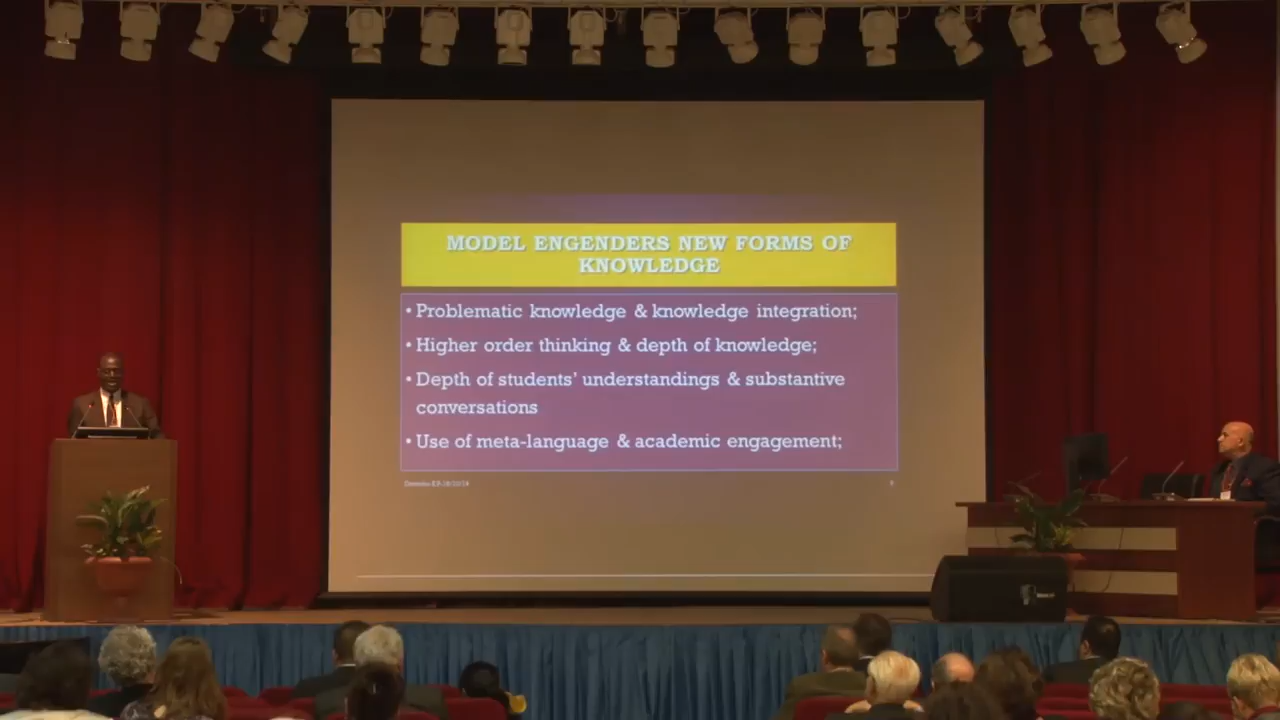 MODEL ENGENDERS NEW FORMS OF
KNOWLEDGE
• Problematic knowledge & knowledge integration;
• Higher order thinking & depth of knowledge;
• Depth of students' understandings & substantive
conversations
• Use of meta-language & academic engagement;